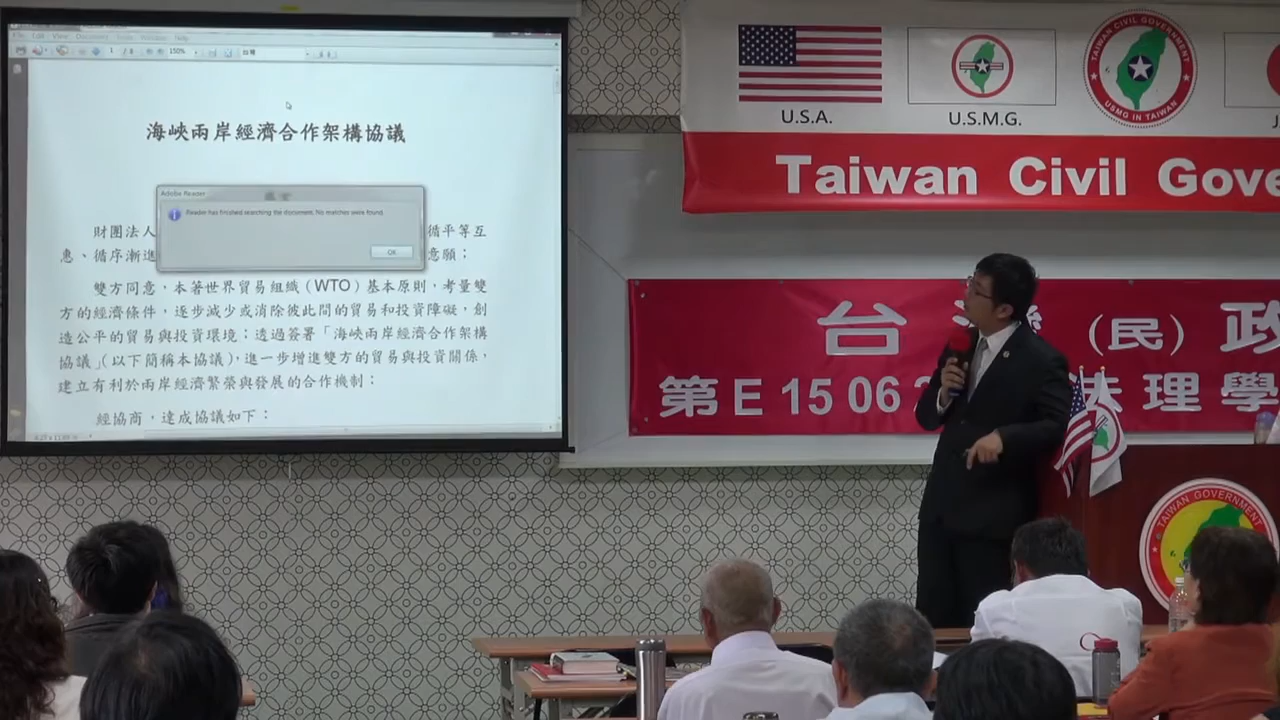 File Edit View Document Tools Window Help
150%
海峽兩岸經濟合作架構協議
Adobe Reader
Reader has finished searching the document. No matches were found.
OK
財團法人
循平等互
惠、循序漸進
意願；
雙方同意，本著世界貿易組織（WTO）基本原則，考量雙
方的經濟條件，逐步減少或消除彼此間的貿易和投資障礙，創
造公平的貿易與投資環境；透過簽署「海峽兩岸經濟合作架構
協議」（以下簡稱本協議），進一步增進雙方的貿易與投資關係，
建立有利於兩岸經濟繁榮與發展的合作機制；
經協商，達成協議如下：
U.S.A.
U.S.M.G.
TAIWAN CIVIL GOVERNMENT
USMG IN TAIWAN
J
Taiwan Civil Gove
台 （民）政
第E 15 06 法理學
TAIWAN GOVERNMENT